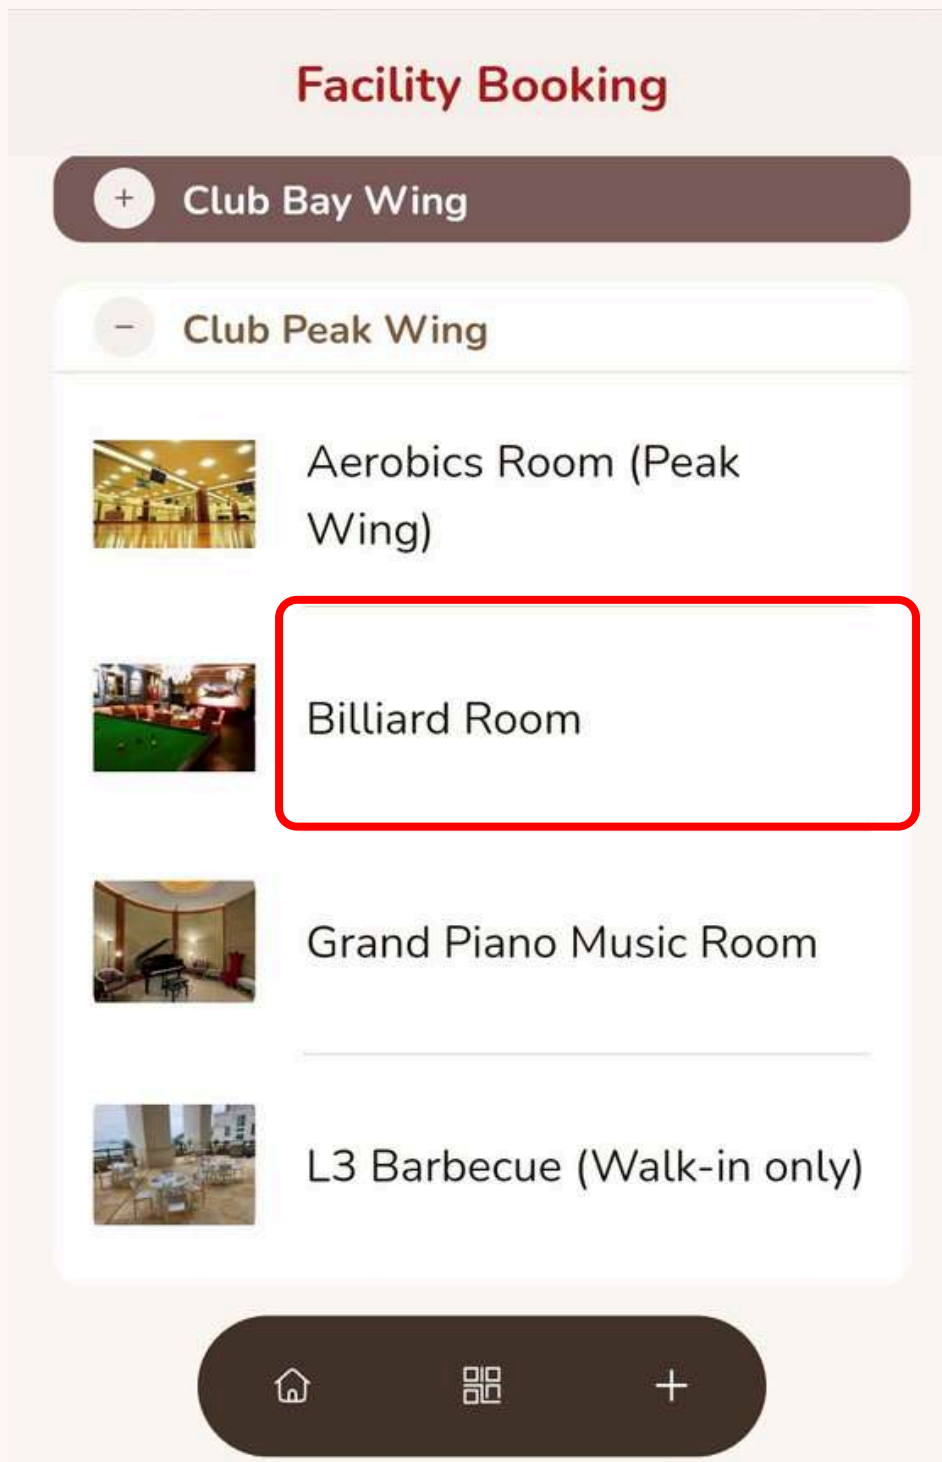 Facility Booking
Club Bay Wing
Club Peak Wing
Aerobics Room (Peak
Wing)
Billiard Room
Grand Piano Music Room
L3 Barbecue (Walk-in only)